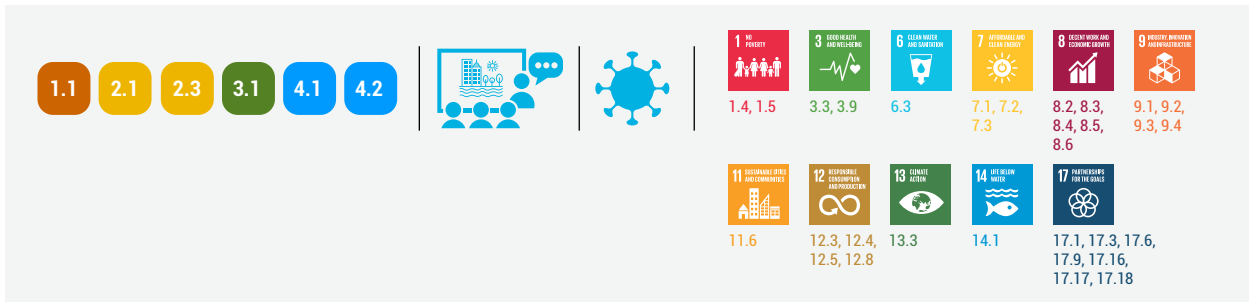 1.1 2.1 2.3 3.1 4.1 4.2
1 NO
POVERTY
1.4, 1.5
3 GOOD HEALTH
AND WELL-BEING
3.3, 3.9
6 CLEAN WATER
AND SANITATION
6.3
7 AFFORDABLE AND
CLEAN ENERGY
7.1, 7.2,
7.3
8 DECENT WORK AND
ECONOMIC GROWTH
8.2, 8.3,
8.4, 8.5,
8.6
9 INDUSTRY, INNOVATION
AND INFRASTRUCTURE
9.1, 9.2,
9.3, 9.4
11 SUSTAINABLE CITIES
AND COMMUNITIES
11.6
12 RESPONSIBLE
CONSUMPTION
AND PRODUCTION
12.3, 12.4,
12.5, 12.8
13 CLIMATE
ACTION
13.3
14 LIFE BELOW
WATER
14.1
17 PARTNERSHIPS
FOR THE GOALS
17.1, 17.3, 17.6,
17.9, 17.16,
17.17, 17.18